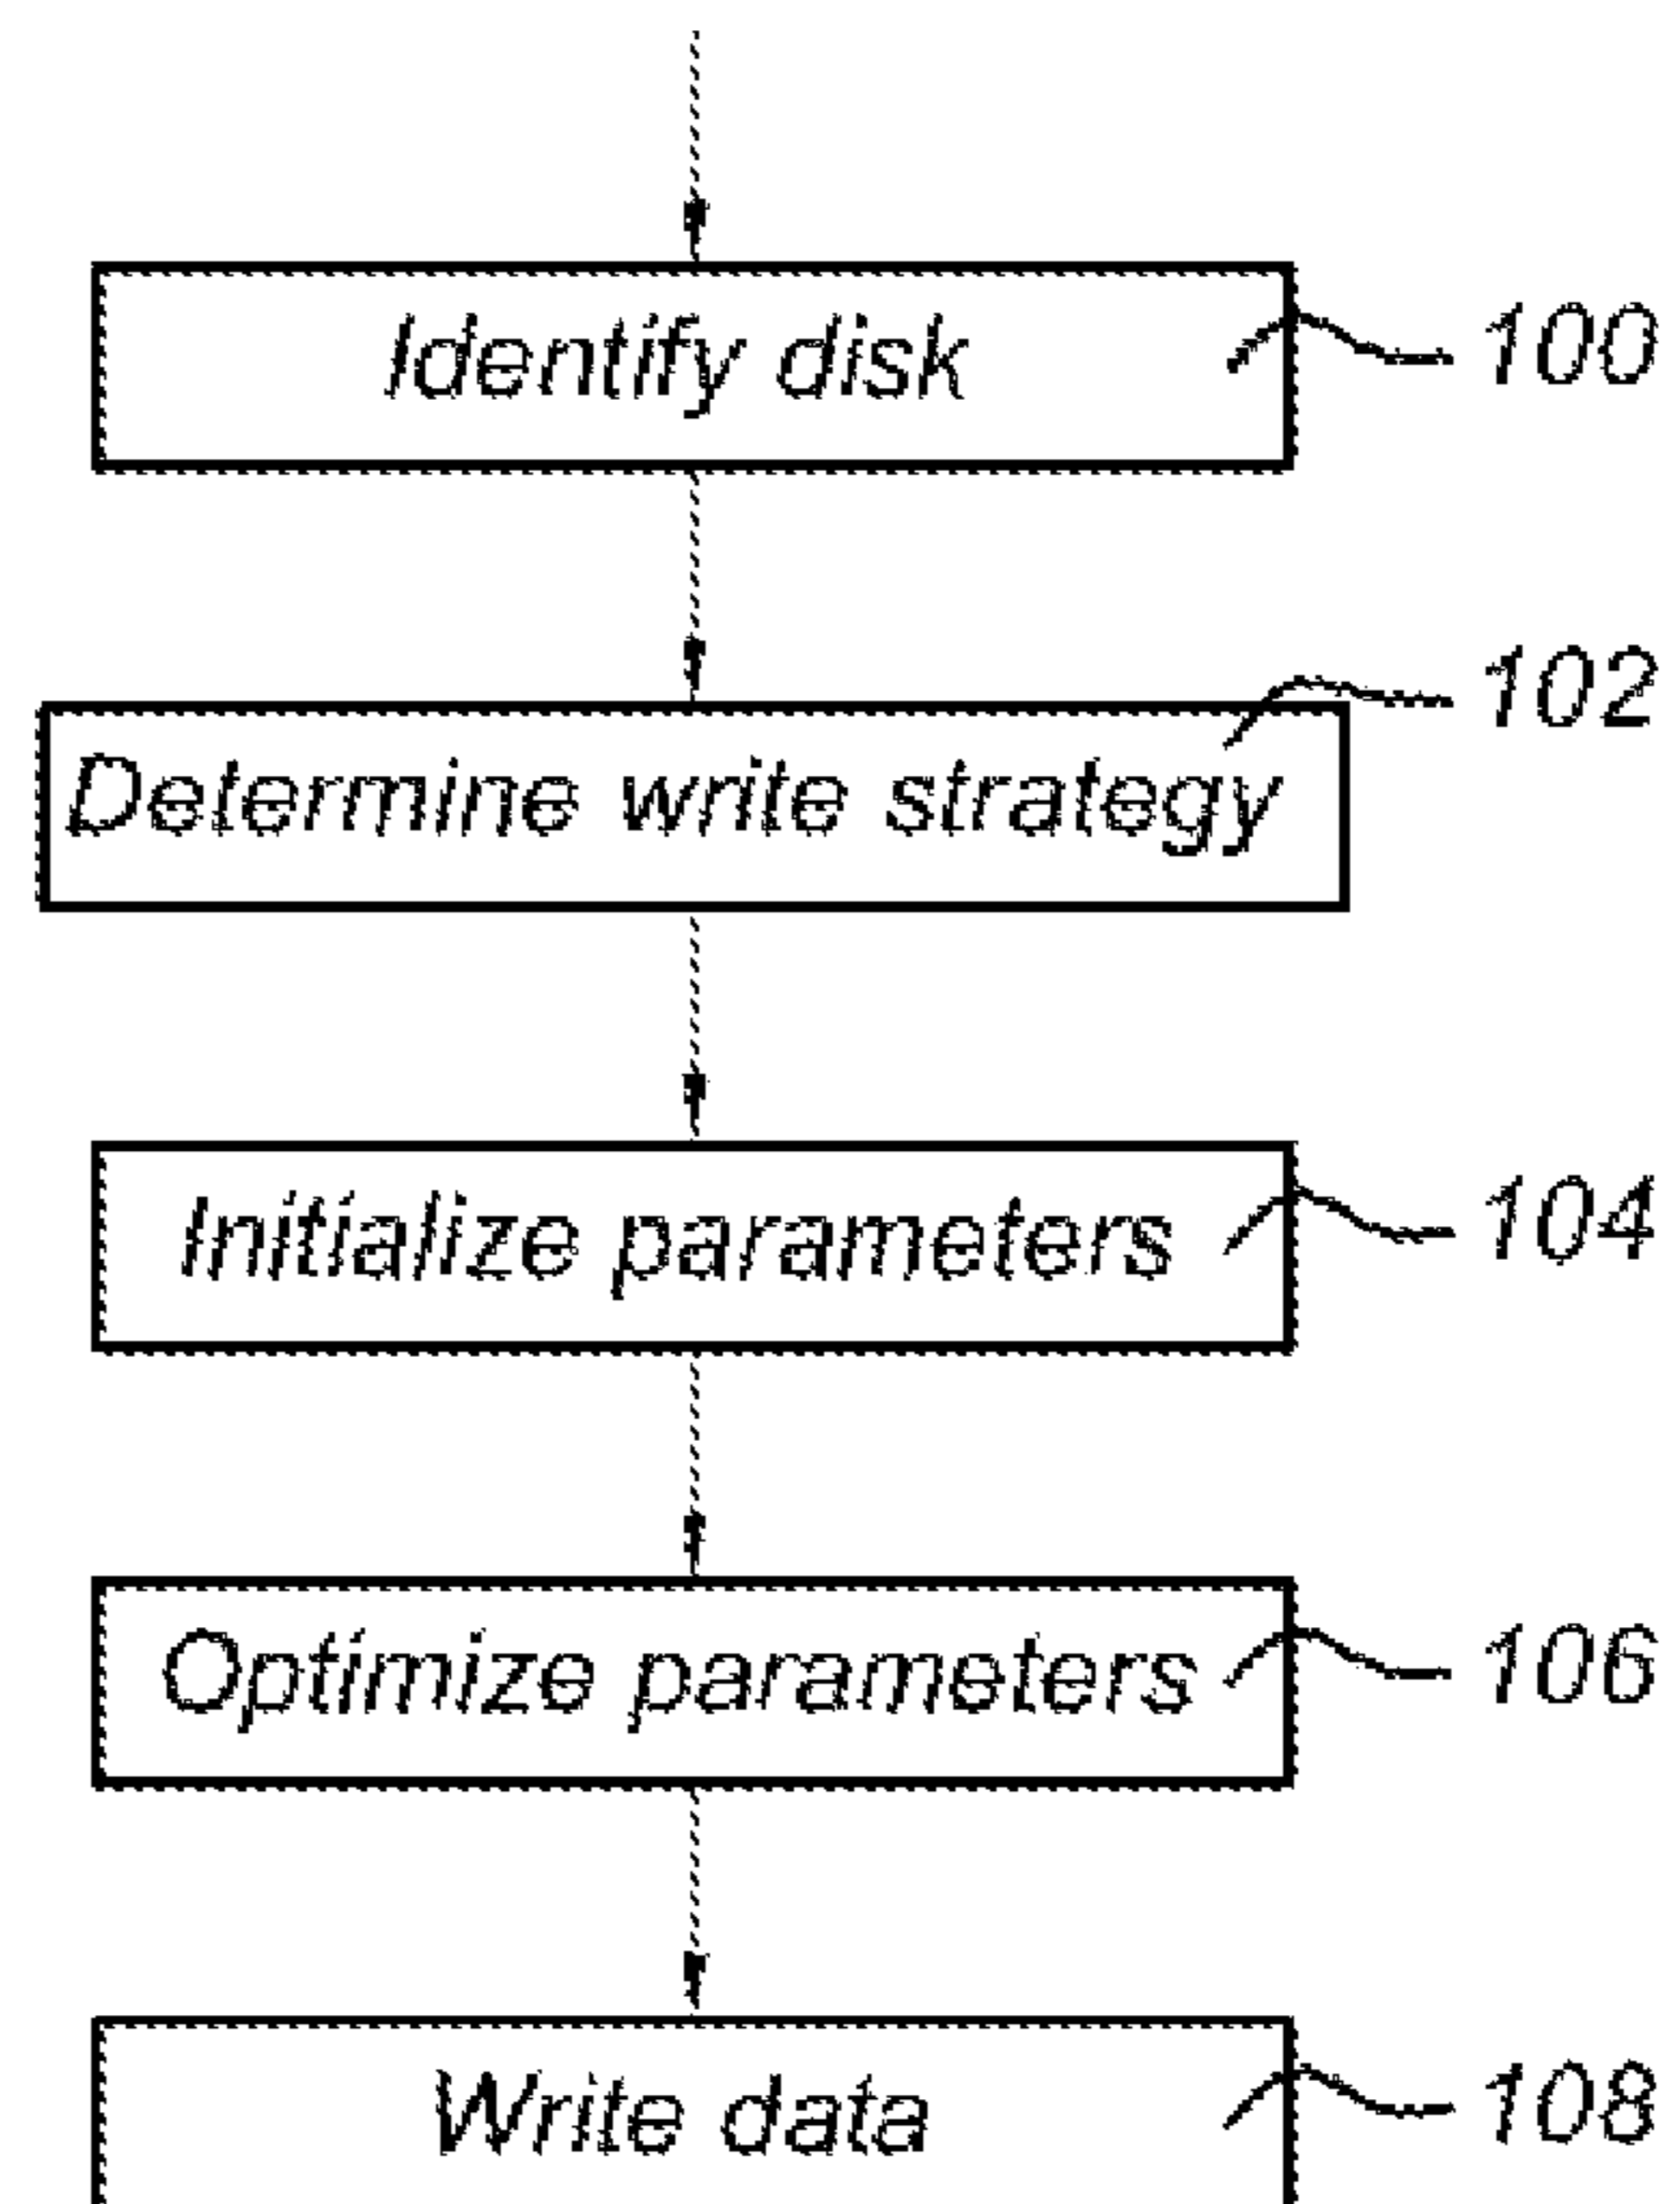 Identify disk 100
102
Determine write strategy
Initialize parameters 104
Optimize parameters 106
Write data 108